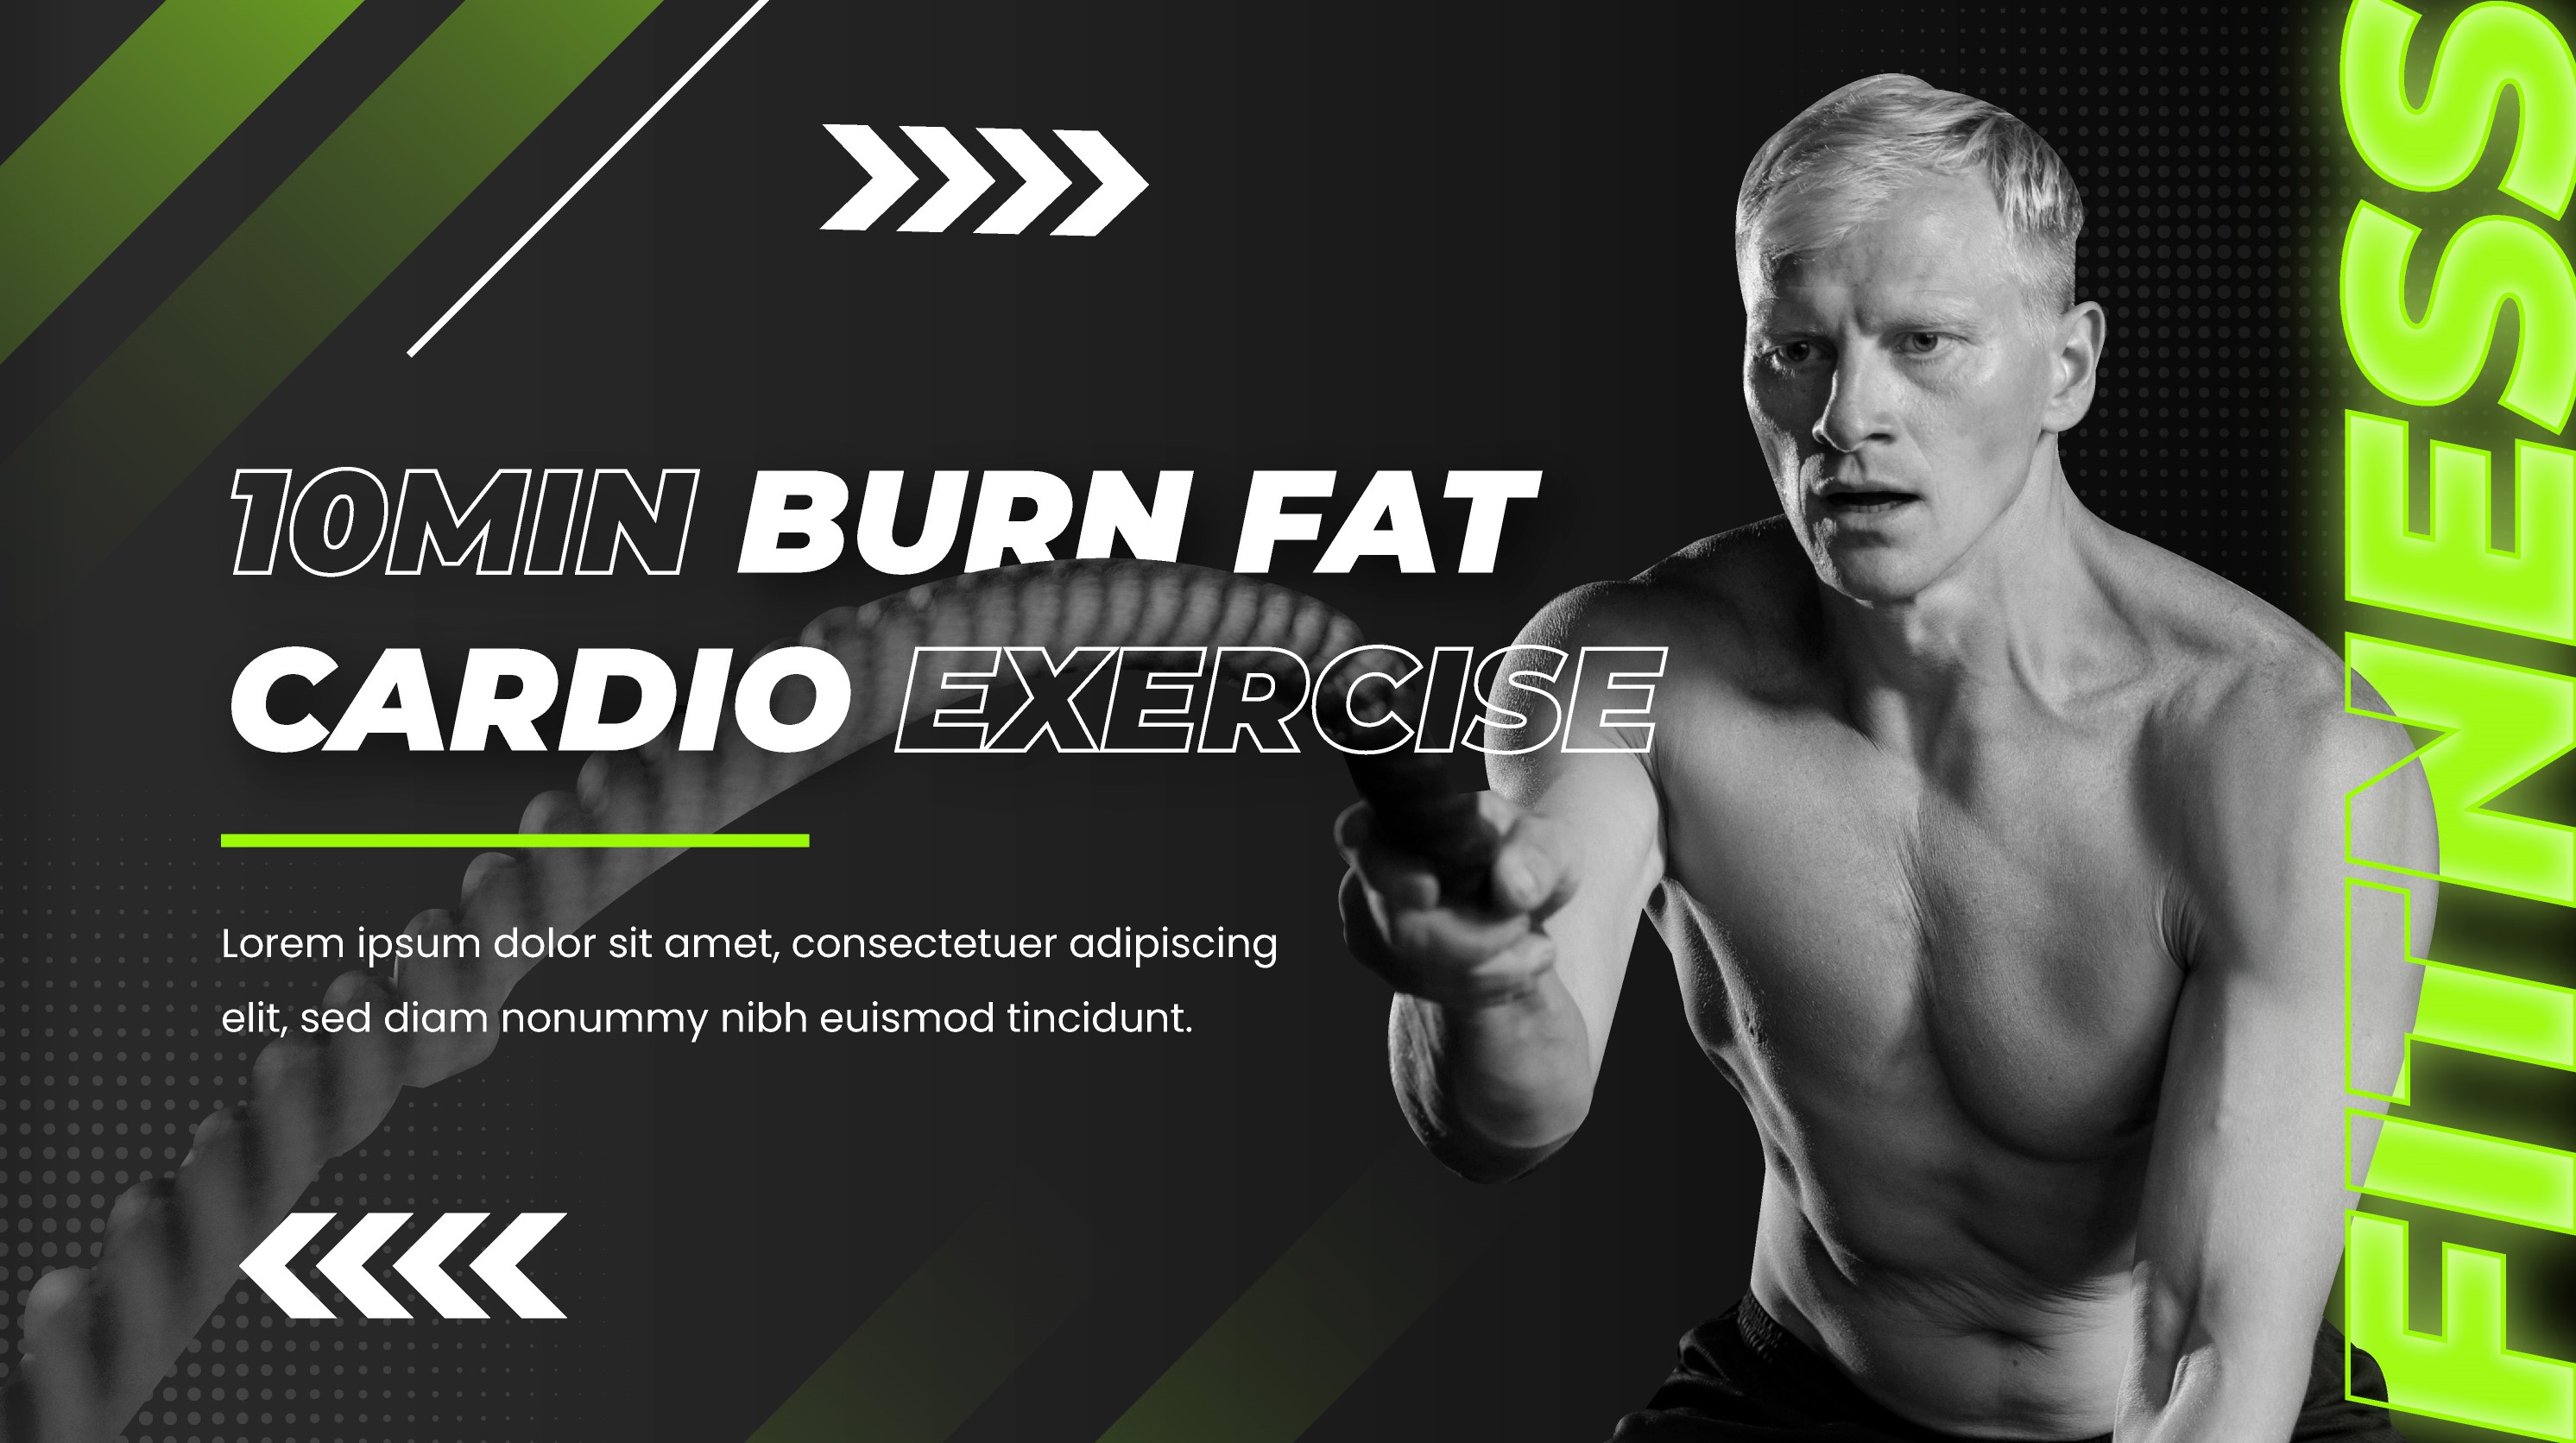 10MIN BURN FAT
CARDIO EXERCISE
Lorem ipsum dolor sit amet, consectetuer adipiscing
elit, sed diam nonummy nibh euismod tincidunt.
FITNESS